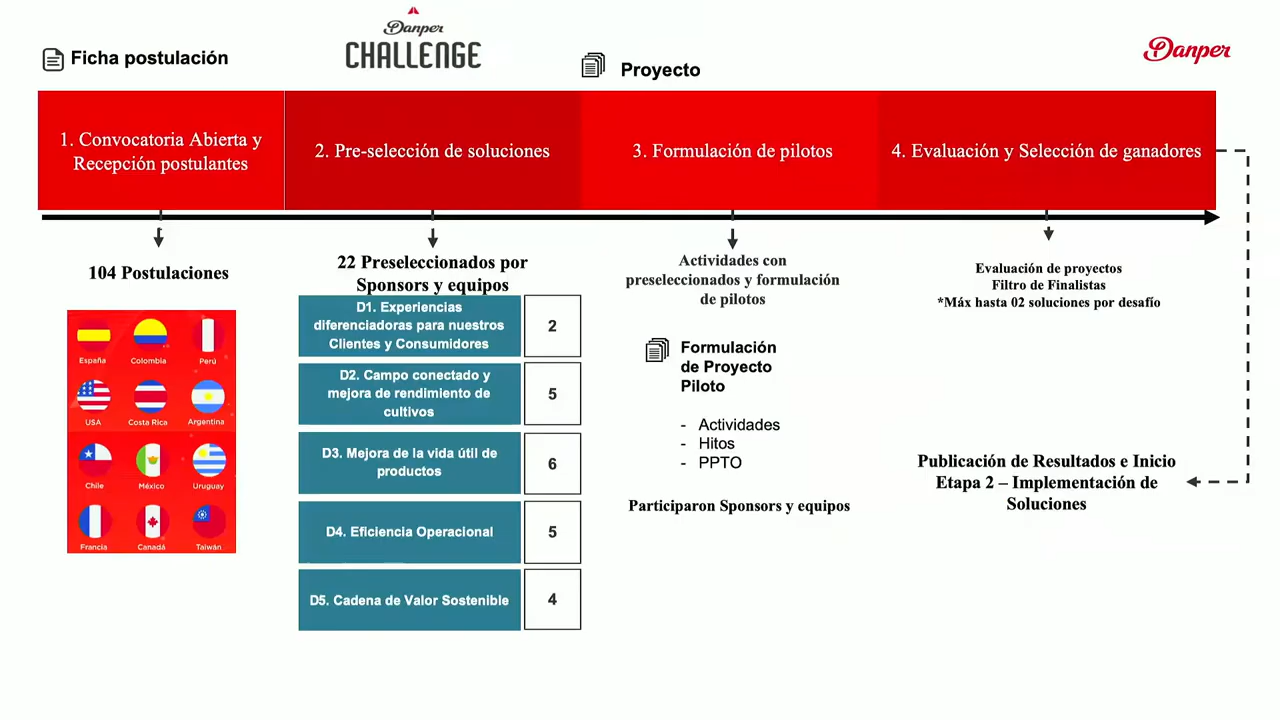 Ficha postulación
Danper
CHALLENGE
Proyecto
Danper
1. Convocatoria Abierta y
Recepción postulantes
2. Pre-selección de soluciones
3. Formulación de pilotos
4. Evaluación y Selección de ganadores
104 Postulaciones
España
Colombia
Perú
USA
Costa Rica
Argentina
Chile
México
Uruguay
Francia
Canadá
Taiwán
22 Preseleccionados por
Sponsors y equipos
D1. Experiencias
diferenciadoras para nuestros
Clientes y Consumidores
2
D2. Campo conectado y
mejora de rendimiento de
cultivos
5
D3. Mejora de la vida útil de
productos
6
D4. Eficiencia Operacional
5
D5. Cadena de Valor Sostenible
4
Actividades con
preseleccionados y formulación
de pilotos
Formulación
de Proyecto
Piloto
- Actividades
- Hitos
- PPTO
Participaron Sponsors y equipos
Evaluación de proyectos
Filtro de Finalistas
*Máx hasta 02 soluciones por desafío
Publicación de Resultados e Inicio
Etapa 2 – Implementación de
Soluciones